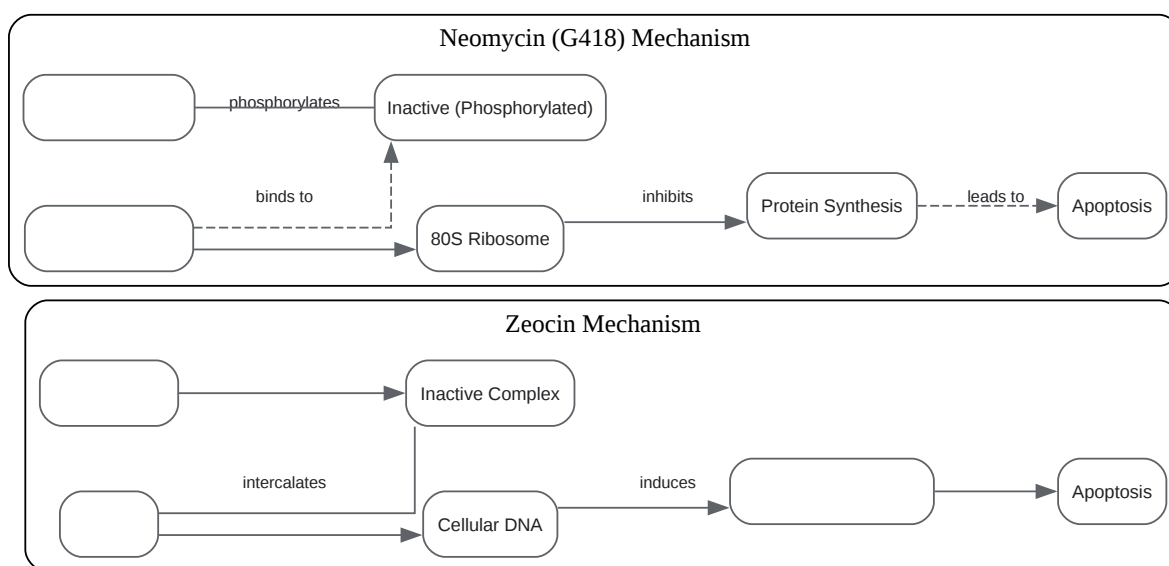 Neomycin (G418) Mechanism
phosphorylates
Inactive (Phosphorylated)
binds to
80S Ribosome
inhibits
Protein Synthesis
leads to
Apoptosis
Zeocin Mechanism
Inactive Complex
intercalates
Cellular DNA
induces
Apoptosis